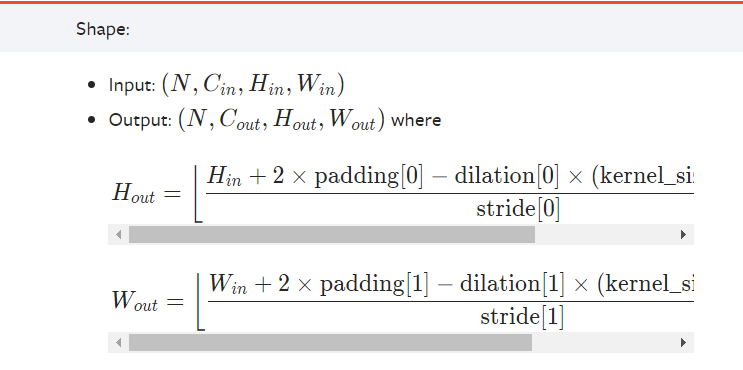 Shape:
• Input: (N, C_in, H_in, W_in)
• Output: (N, C_out, H_out, W_out) where
H_out = ⌊ H_in + 2 × padding[0] − dilation[0] × (kernel_si
stride[0]
W_out = ⌊ W_in + 2 × padding[1] − dilation[1] × (kernel_si
stride[1]